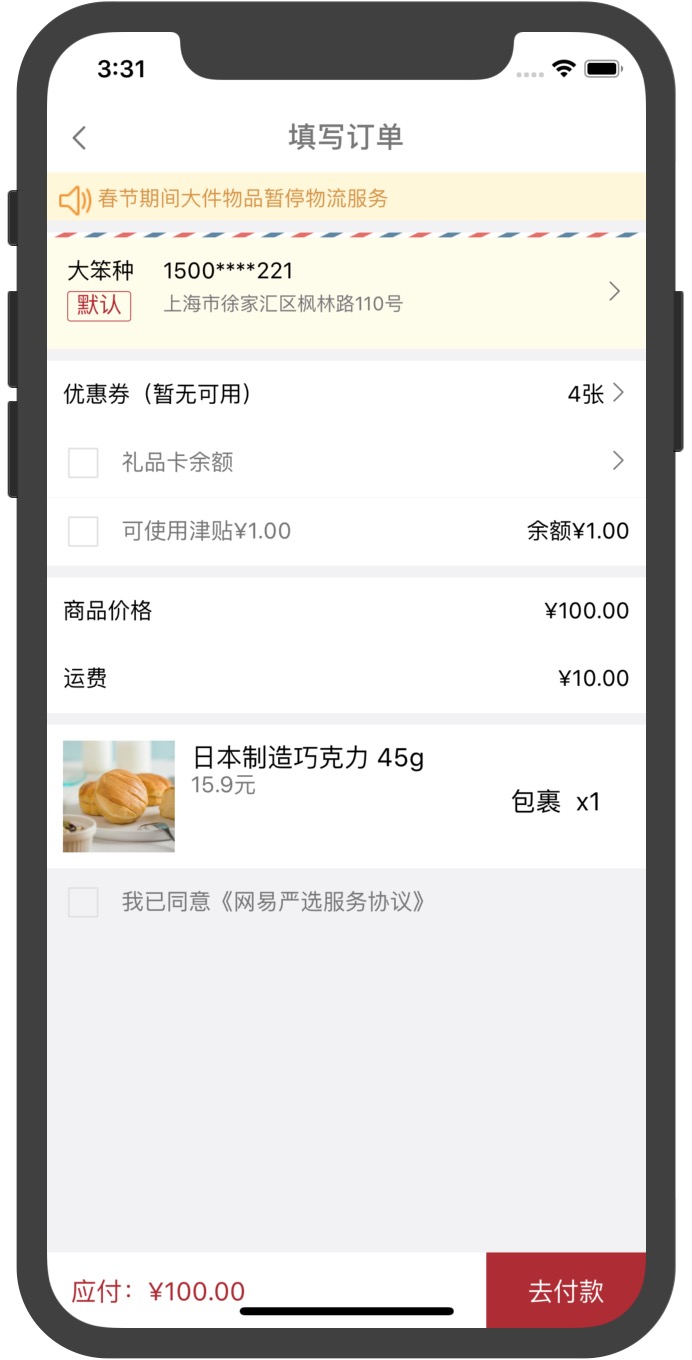 3:31
填写订单
春节期间大件物品暂停物流服务
大笨种 1500****221
默认 上海市徐家汇区枫林路110号
优惠券（暂无可用） 4张
礼品卡余额
可使用津贴¥1.00 余额¥1.00
商品价格 ¥100.00
运费 ¥10.00
日本制造巧克力 45g
15.9元
包裹 x1
我已同意《网易严选服务协议》
应付：¥100.00 去付款